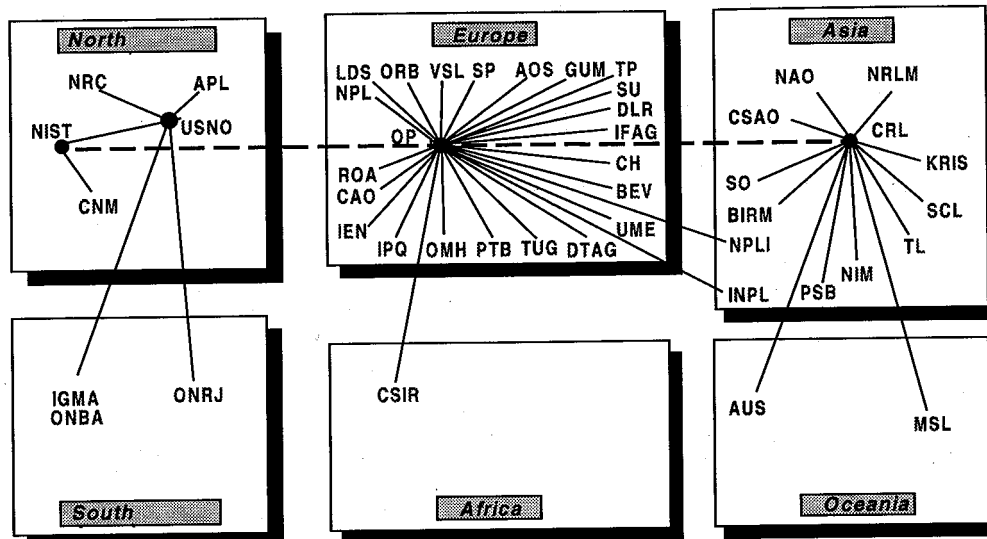 North
NRC
APL
NIST
USNO
CNM
Europe
LDS ORB VSL SP AOS GUM TP
NPL
SU
DLR
OP
IFAG
ROA
CH
CAO
BEV
IEN
UME
IPQ OMH PTB TUG DTAG
Asia
NAO
NRLM
CSAO
CRL
KRIS
SO
BIRM
SCL
NPLI
TL
NIM
INPL
PSB
IGMA
ONBA
ONRJ
South
CSIR
Africa
AUS
MSL
Oceania